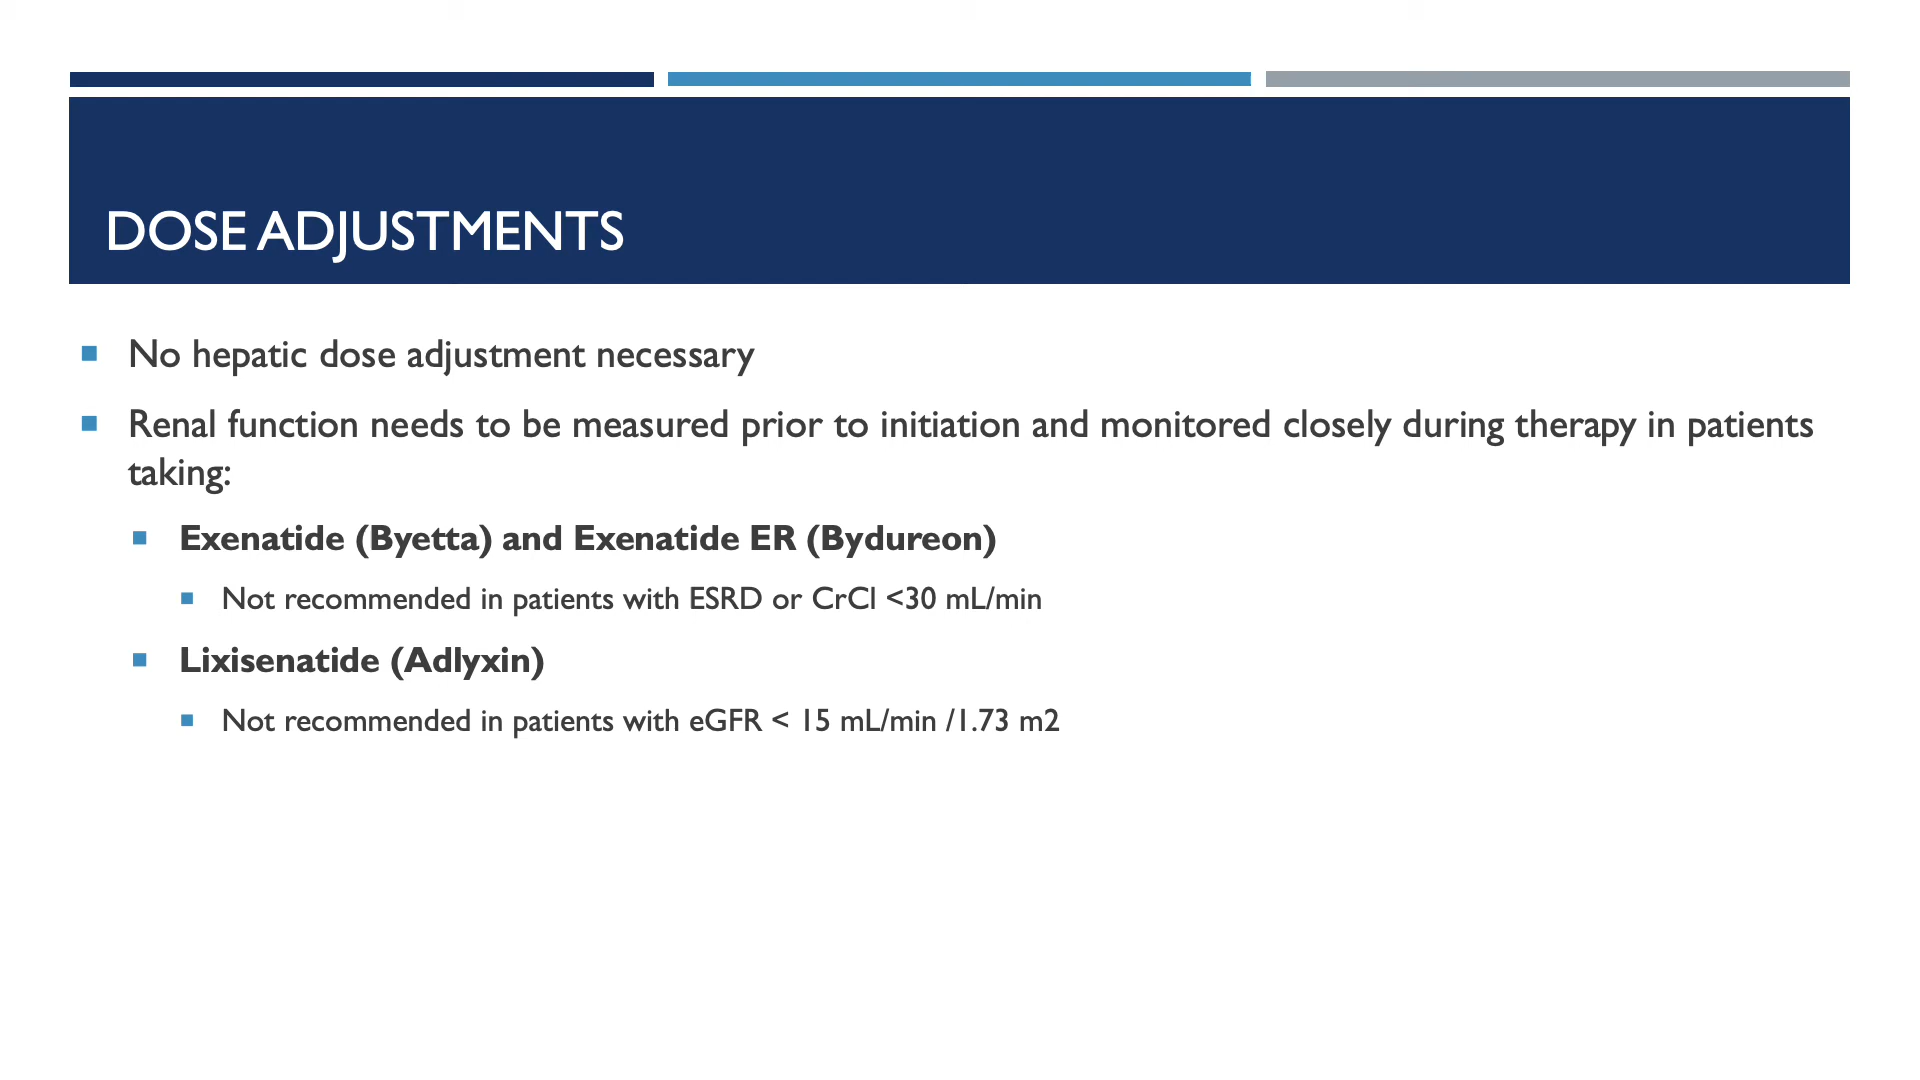 DOSE ADJUSTMENTS
No hepatic dose adjustment necessary
Renal function needs to be measured prior to initiation and monitored closely during therapy in patients
taking:
Exenatide (Byetta) and Exenatide ER (Bydureon)
Not recommended in patients with ESRD or CrCl <30 mL/min
Lixisenatide (Adlyxin)
Not recommended in patients with eGFR < 15 mL/min /1.73 m2